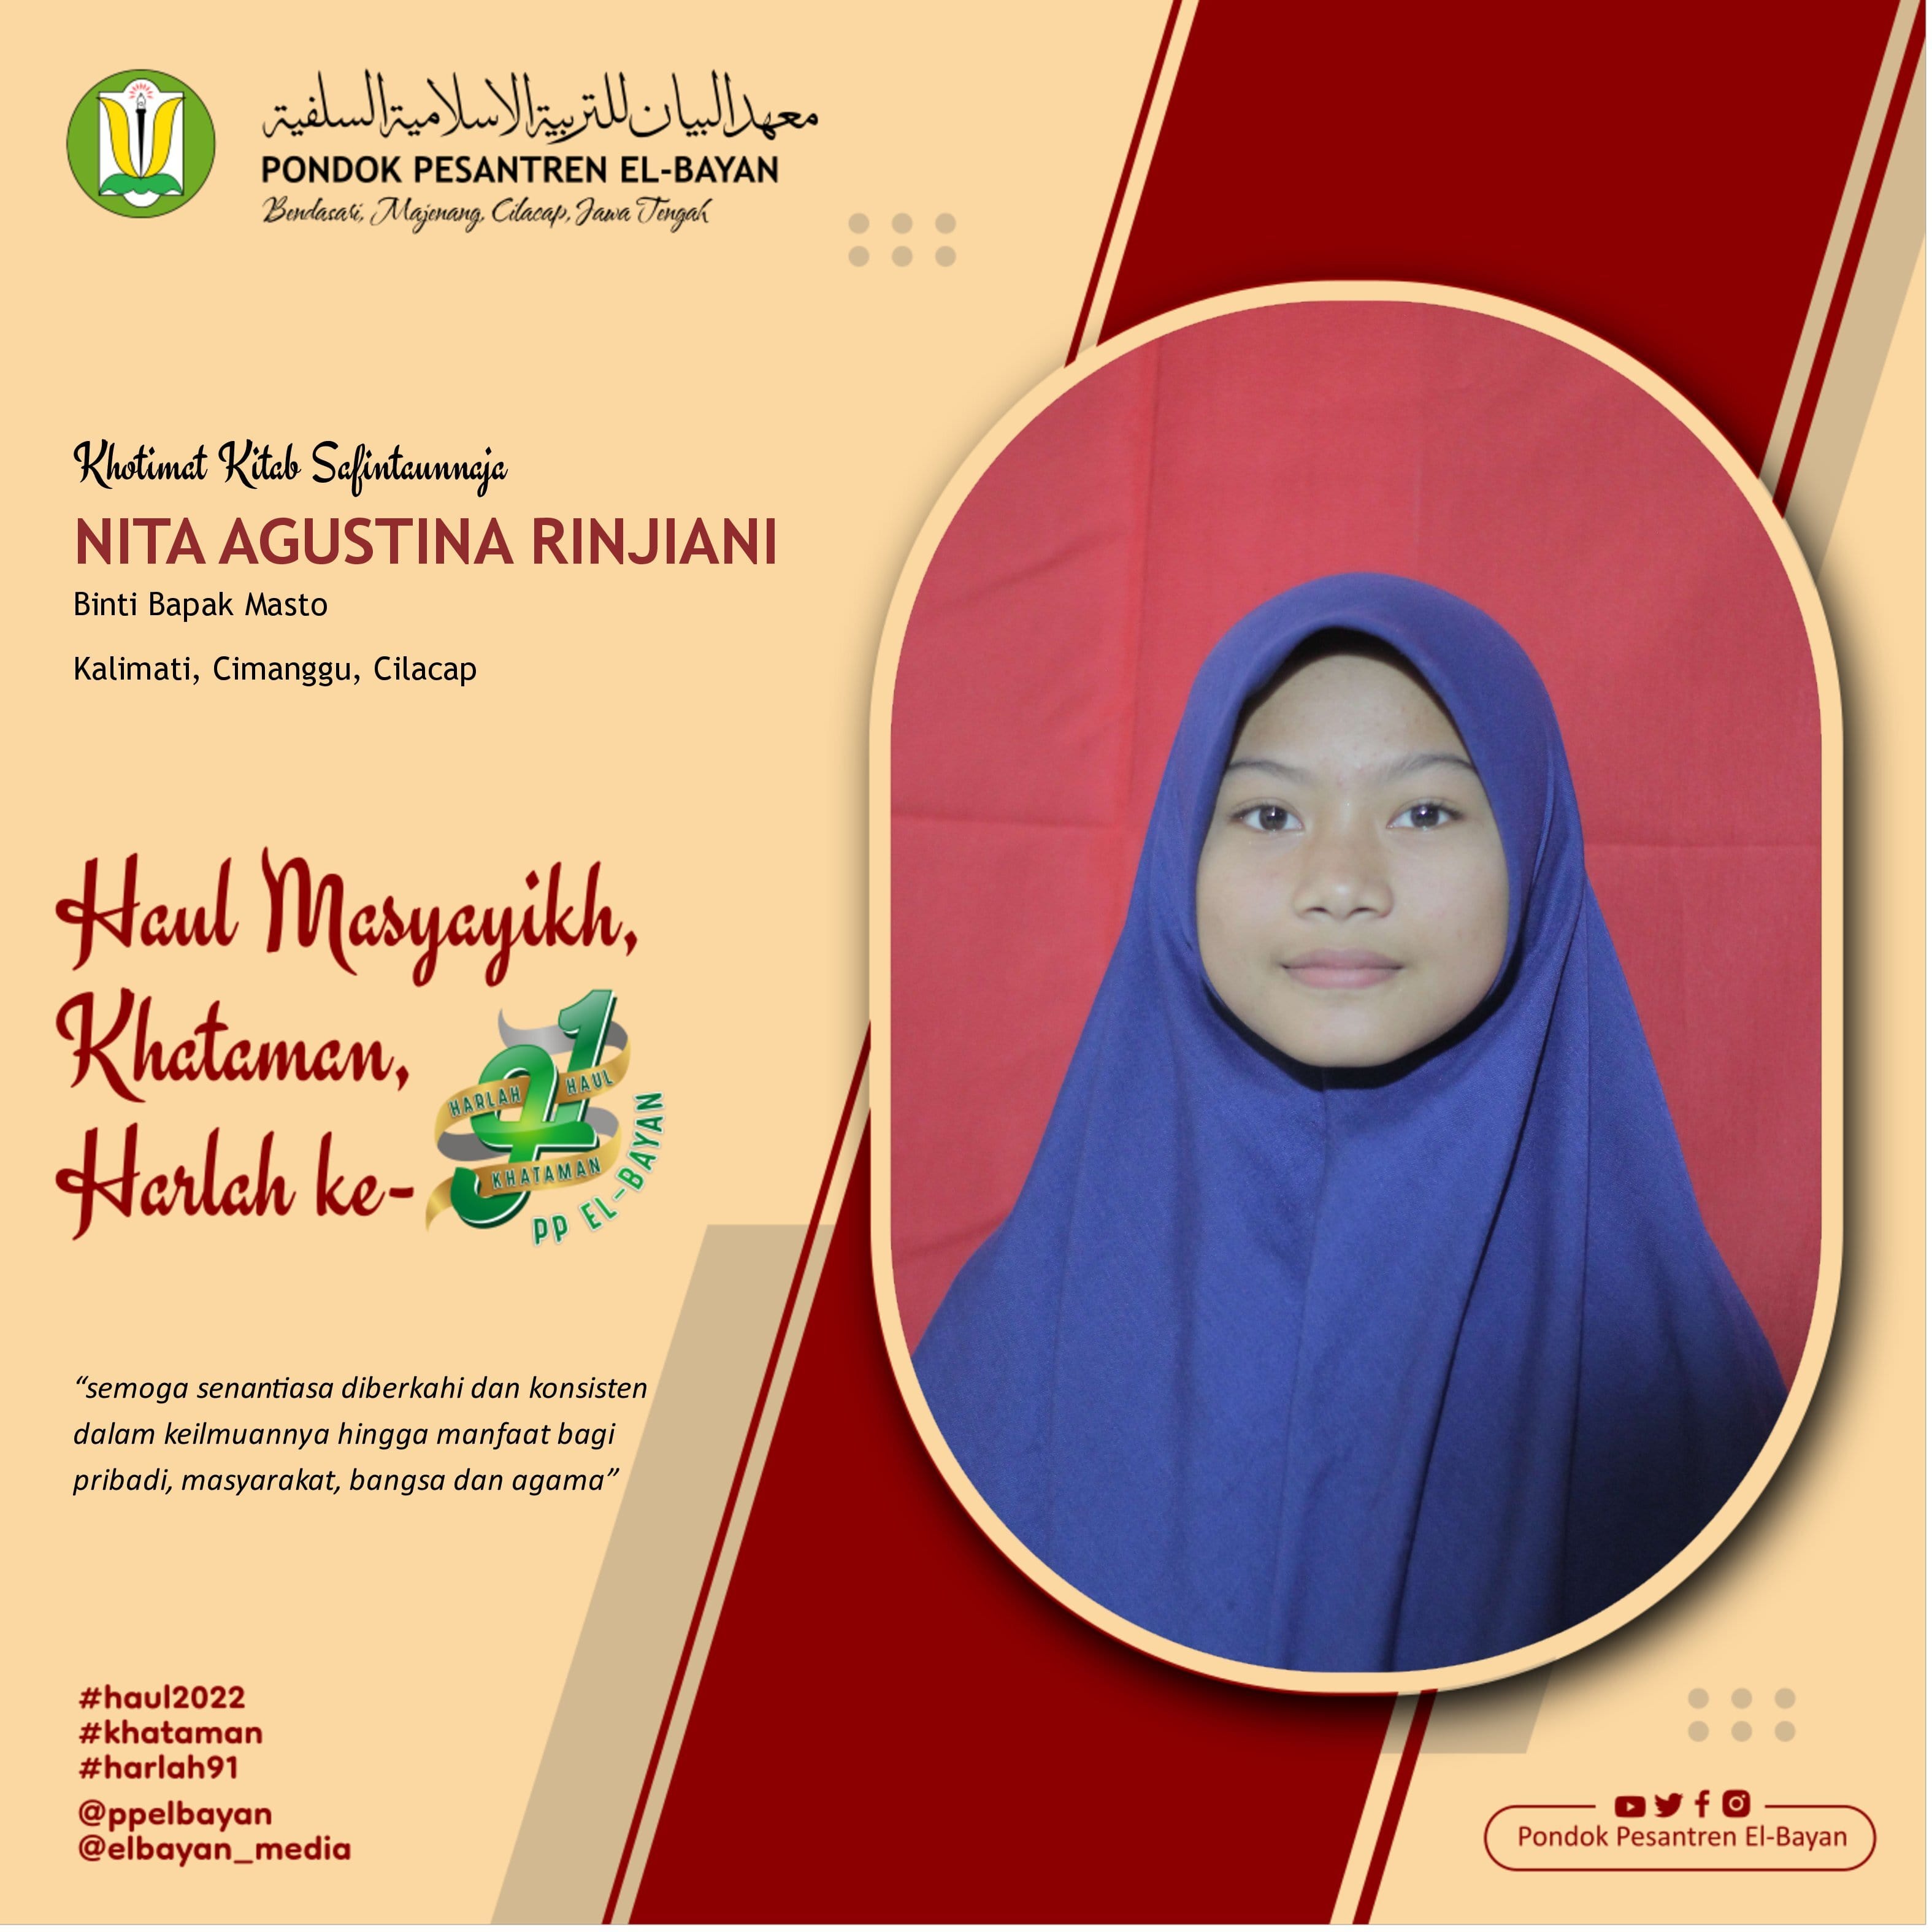 معهد البيان للتربية الاسلامية السلفية
PONDOK PESANTREN EL-BAYAN
Bendasari, Majenang, Cilacap, Jawa Tengah
Khotimat Kitab Safintaunnaja
NITA AGUSTINA RINJIANI
Binti Bapak Masto
Kalimati, Cimanggu, Cilacap
Haul Masyayikh,
Khataman,
Harlah ke-
91
HARLAH HAUL
KHATAMAN
PP EL-BAYAN
“semoga senantiasa diberkahi dan konsisten
dalam keilmuannya hingga manfaat bagi
pribadi, masyarakat, bangsa dan agama”
#haul2022
#khataman
#harlah91
@ppelbayan
@elbayan_media
Pondok Pesantren El-Bayan